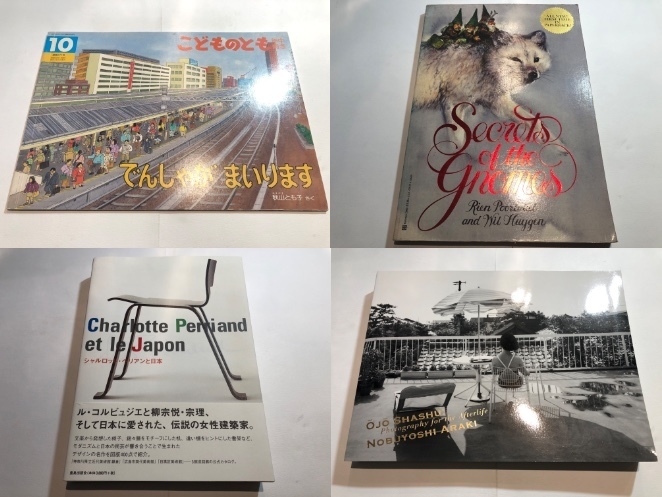 10
こどものとも
でんしゃが まいります
秋山とも子 さく
Secrets
of the
Gnomes
Rien Poortvliet
and Wil Huygen
Charlotte Perriand
et le Japon
シャルロット・ペリアンと日本
ル・コルビュジエと柳宗悦・宗理、
そして日本に愛された、伝説の女性建築家。
ŌJŌ SHASHŪ
Photography for the Afterlife
NOBUYOSHI ARAKI